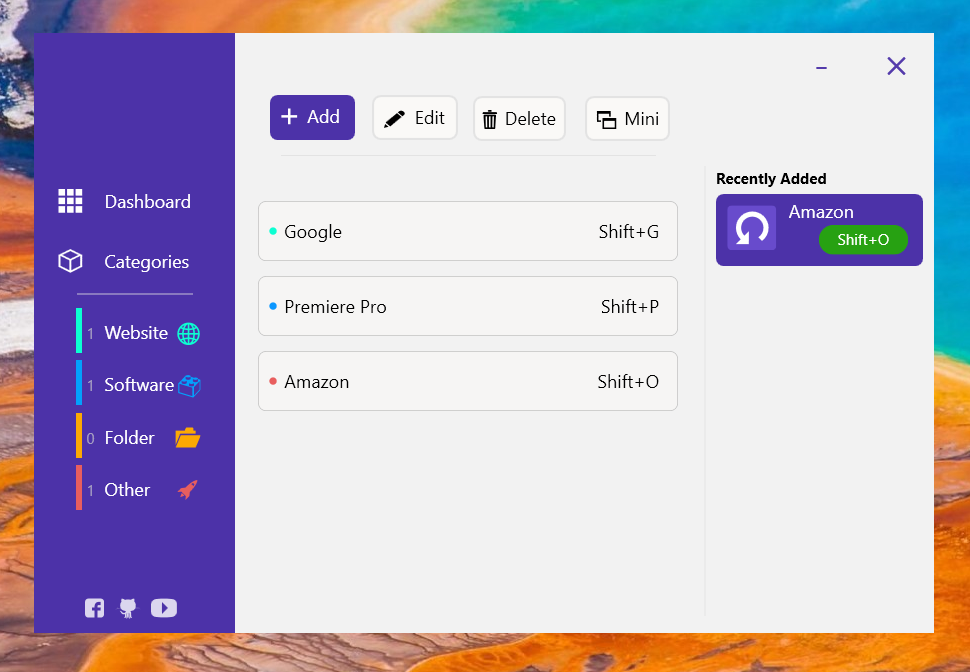 Add
Edit
Delete
Mini
Dashboard
Categories
1 Website
1 Software
0 Folder
1 Other
Google Shift+G
Premiere Pro Shift+P
Amazon Shift+O
Recently Added
Amazon
Shift+O